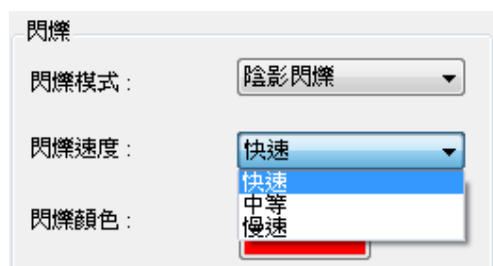 閃爍
閃爍模式 : 陰影閃爍
閃爍速度 : 快速
快速
中等
慢速
閃爍顏色 :